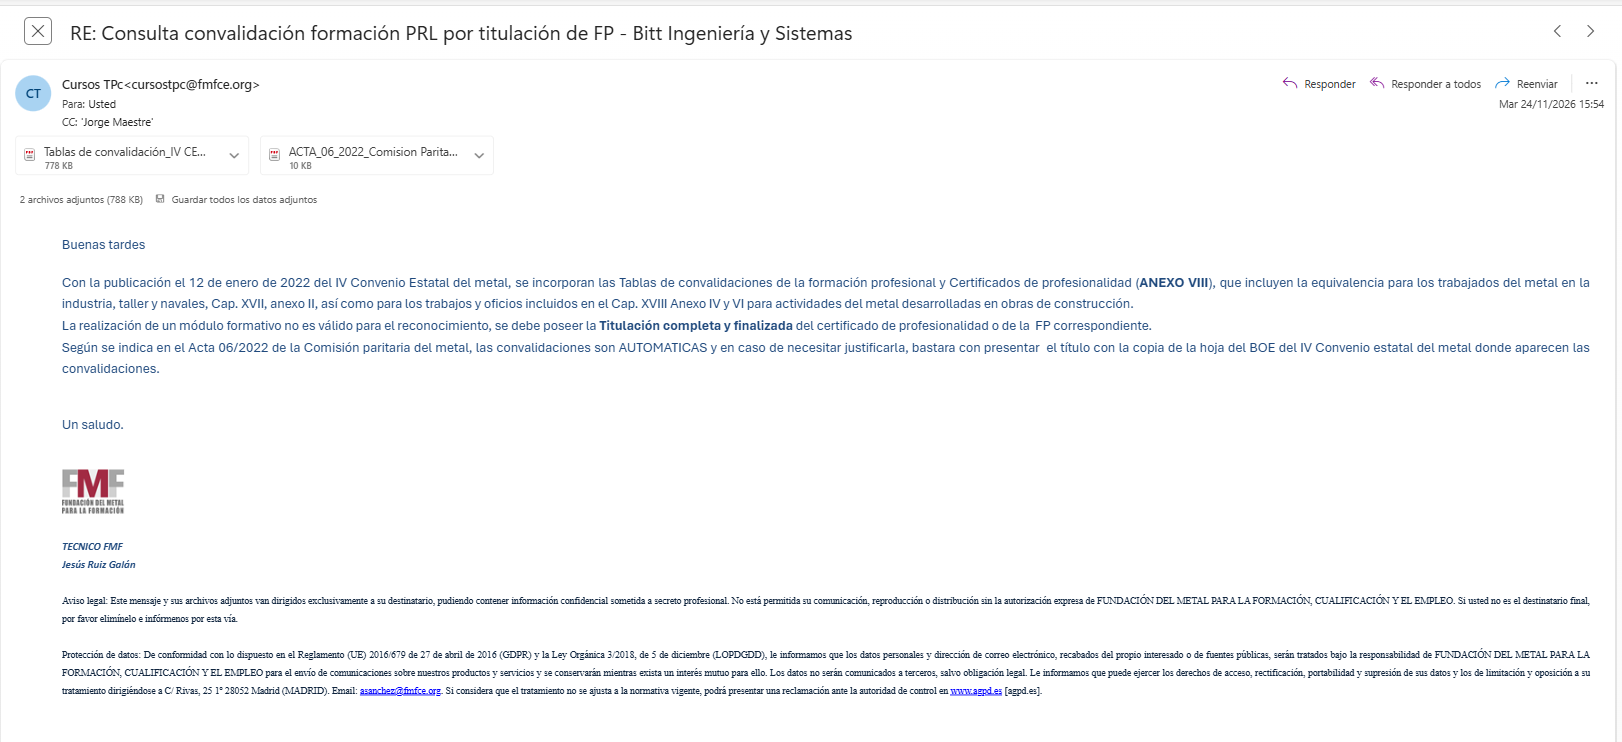 RE: Consulta convalidación formación PRL por titulación de FP - Bitt Ingeniería y Sistemas
CT
Cursos TPc<cursostpc@fmfce.org>
Para: Usted
CC: 'Jorge Maestre'
Responder
Responder a todos
Reenviar
Mar 24/11/2026 15:54
Tablas de convalidación_IV CE...
778 KB
ACTA_06_2022_Comision Parita...
10 KB
2 archivos adjuntos (788 KB)
Guardar todos los datos adjuntos
Buenas tardes
Con la publicación el 12 de enero de 2022 del IV Convenio Estatal del metal, se incorporan las Tablas de convalidaciones de la formación profesional y Certificados de profesionalidad (ANEXO VIII), que incluyen la equivalencia para los trabajados del metal en la
industria, taller y navales, Cap. XVII, anexo II, así como para los trabajos y oficios incluidos en el Cap. XVIII Anexo IV y VI para actividades del metal desarrolladas en obras de construcción.
La realización de un módulo formativo no es válido para el reconocimiento, se debe poseer la Titulación completa y finalizada del certificado de profesionalidad o de la FP correspondiente.
Según se indica en el Acta 06/2022 de la Comisión paritaria del metal, las convalidaciones son AUTOMATICAS y en caso de necesitar justificarla, bastara con presentar el título con la copia de la hoja del BOE del IV Convenio estatal del metal donde aparecen las
convalidaciones.
Un saludo.
FMF
FUNDACIÓN DEL METAL
PARA LA FORMACIÓN
TECNICO FMF
Jesús Ruiz Galán
Aviso legal: Este mensaje y sus archivos adjuntos van dirigidos exclusivamente a su destinatario, pudiendo contener información confidencial sometida a secreto profesional. No está permitida su comunicación, reproducción o distribución sin la autorización expresa de FUNDACIÓN DEL METAL PARA LA FORMACIÓN, CUALIFICACIÓN Y EL EMPLEO. Si usted no es el destinatario final,
por favor elimínelo e infórmenos por esta vía.
Protección de datos: De conformidad con lo dispuesto en el Reglamento (UE) 2016/679 de 27 de abril de 2016 (GDPR) y la Ley Orgánica 3/2018, de 5 de diciembre (LOPDGDD), le informamos que los datos personales y dirección de correo electrónico, recabados del propio interesado o de fuentes públicas, serán tratados bajo la responsabilidad de FUNDACIÓN DEL METAL PARA LA
FORMACIÓN, CUALIFICACIÓN Y EL EMPLEO para el envío de comunicaciones sobre nuestros productos y servicios y se conservarán mientras exista un interés mutuo para ello. Los datos no serán comunicados a terceros, salvo obligación legal. Le informamos que puede ejercer los derechos de acceso, rectificación, portabilidad y supresión de sus datos y los de limitación y oposición a su
tratamiento dirigiéndose a C/ Rivas, 25 1º 28052 Madrid (MADRID). Email: asanchez@fmfce.org. Si considera que el tratamiento no se ajusta a la normativa vigente, podrá presentar una reclamación ante la autoridad de control en www.agpd.es [agpd.es].